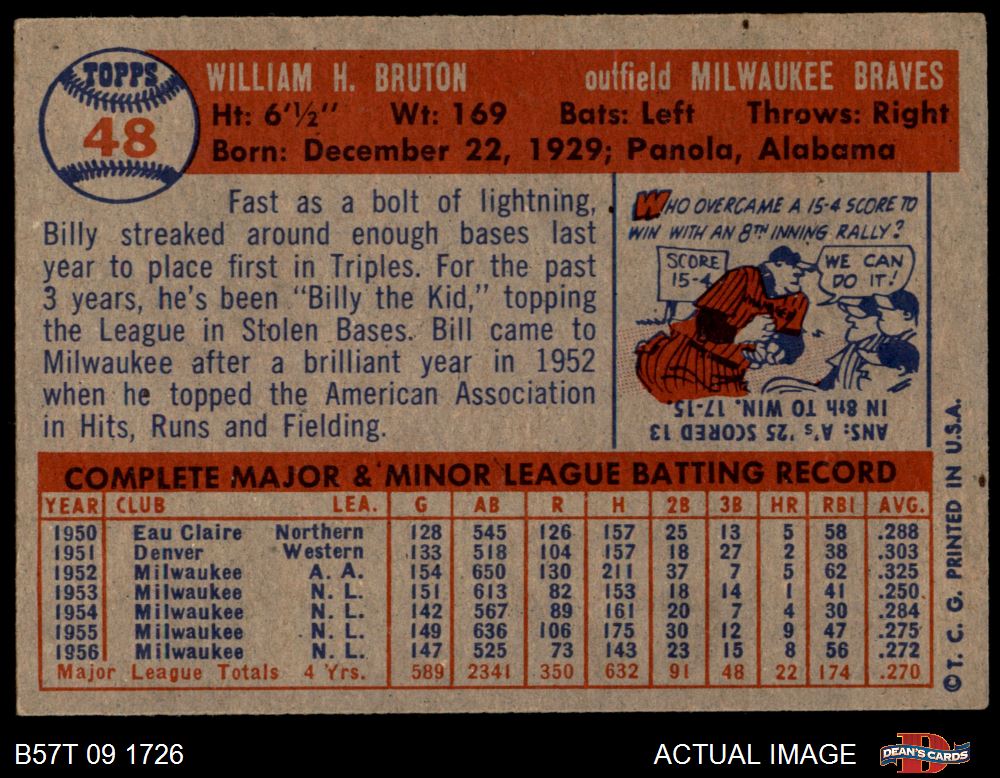 TOPPS
48
WILLIAM H. BRUTON outfield MILWAUKEE BRAVES
Ht: 6'½" Wt: 169 Bats: Left Throws: Right
Born: December 22, 1929; Panola, Alabama
Fast as a bolt of lightning,
Billy streaked around enough bases last
year to place first in Triples. For the past
3 years, he's been "Billy the Kid," topping
the League in Stolen Bases. Bill came to
Milwaukee after a brilliant year in 1952
when he topped the American Association
in Hits, Runs and Fielding.
WHO OVERCAME A 15-4 SCORE TO
WIN WITH AN 8TH INNING RALLY?
SCORE
15-4
WE CAN
DO IT!
ANS: A's '25 SCORED 13
IN 8th TO WIN. 17-15.
COMPLETE MAJOR & MINOR LEAGUE BATTING RECORD
YEAR CLUB LEA. G AB R H 2B 3B HR RBI AVG.
1950 Eau Claire Northern 128 545 126 157 25 13 5 58 .288
1951 Denver Western 133 518 104 157 18 27 2 38 .303
1952 Milwaukee A. A. 154 650 130 211 37 7 5 62 .325
1953 Milwaukee N. L. 151 613 82 153 18 14 1 41 .250
1954 Milwaukee N. L. 142 567 89 161 20 7 4 30 .284
1955 Milwaukee N. L. 149 636 106 175 30 12 9 47 .275
1956 Milwaukee N. L. 147 525 73 143 23 15 8 56 .272
Major League Totals 4 Yrs. 589 2341 350 632 91 48 22 174 .270
© T. C. G. PRINTED IN U.S.A.
B57T 09 1726 ACTUAL IMAGE
D
DEAN'S CARDS